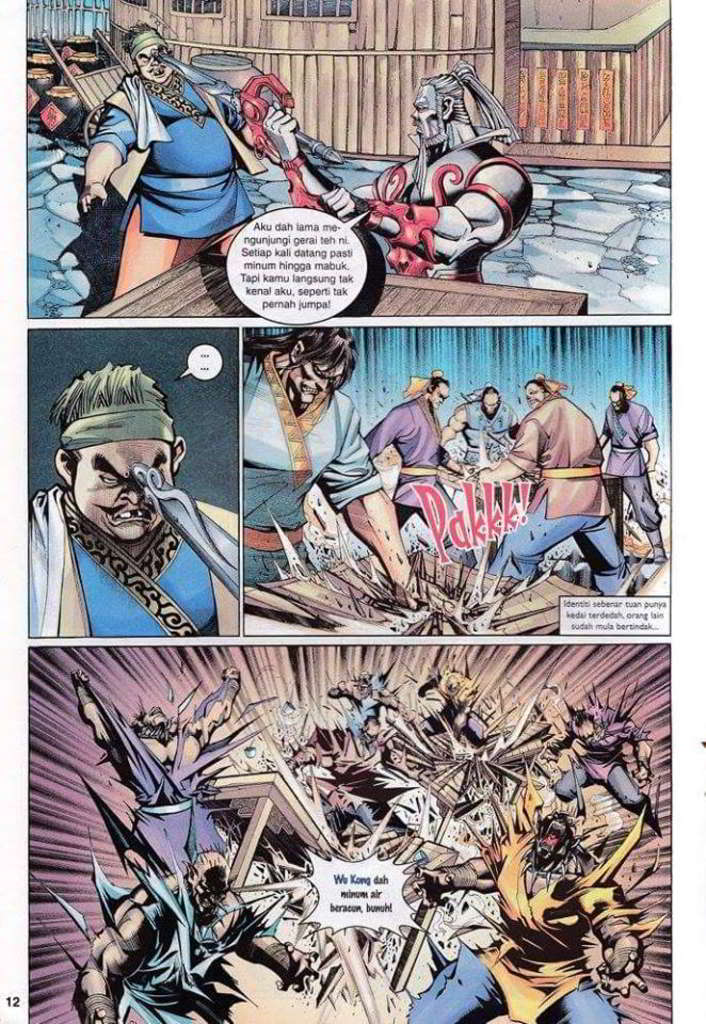 Aku dah lama me-
ngunjungi gerai teh ni.
Setiap kali datang pasti
minum hingga mabuk.
Tapi kamu langsung tak
kenal aku, seperti tak
pernah jumpa!
...
...
Pakkk!
Identiti sebenar tuan punya
kedai terdedah, orang lain
sudah mula bertindak...
Wu Kong dah
minum air
beracun, bunuh!
12